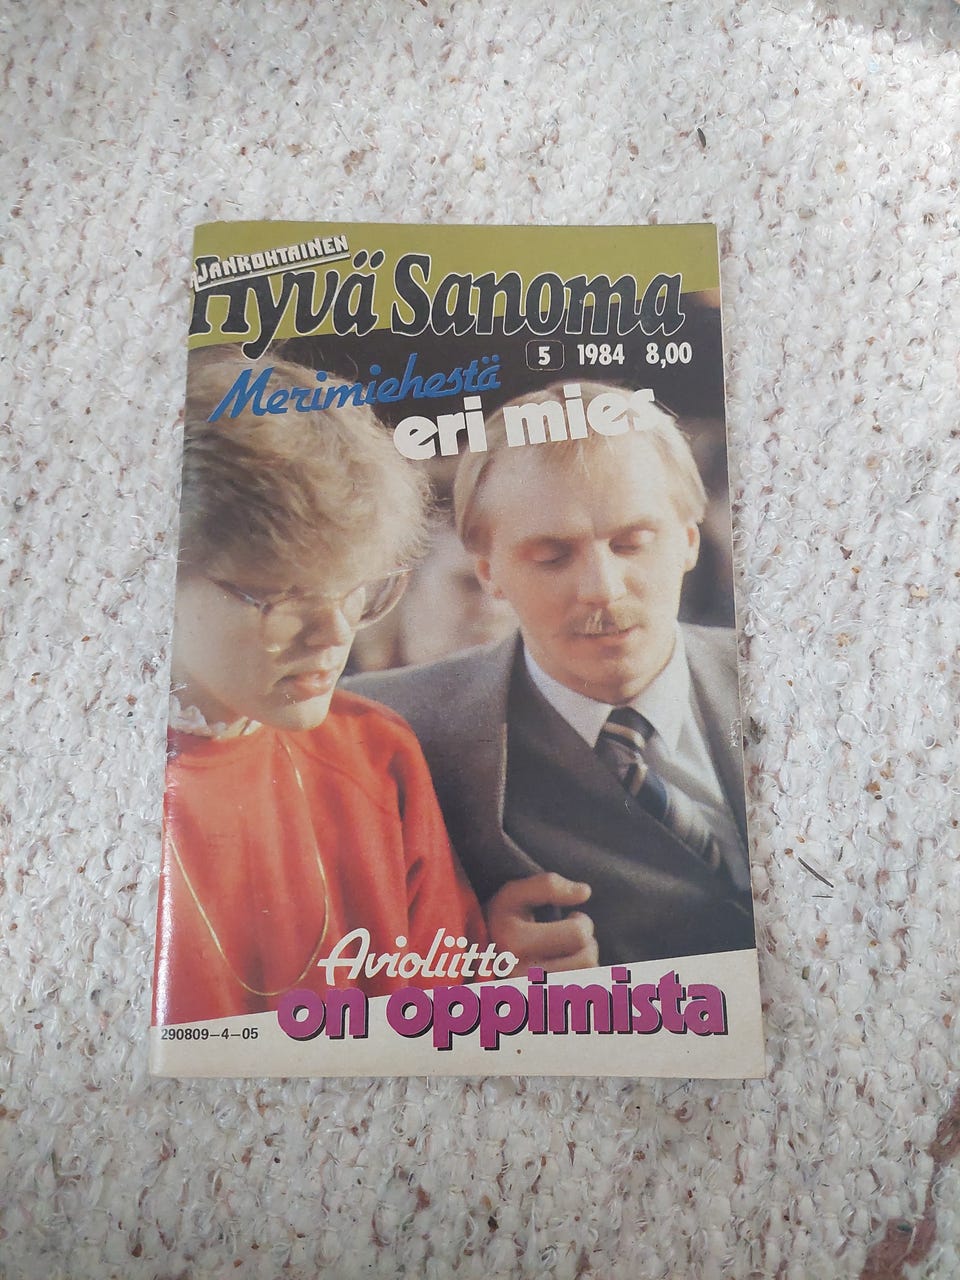 AJANKOHTAINEN
Hyvä Sanoma
5 1984 8,00
Merimiehestä
eri mies
Avioliitto
on oppimista
290809-4-05